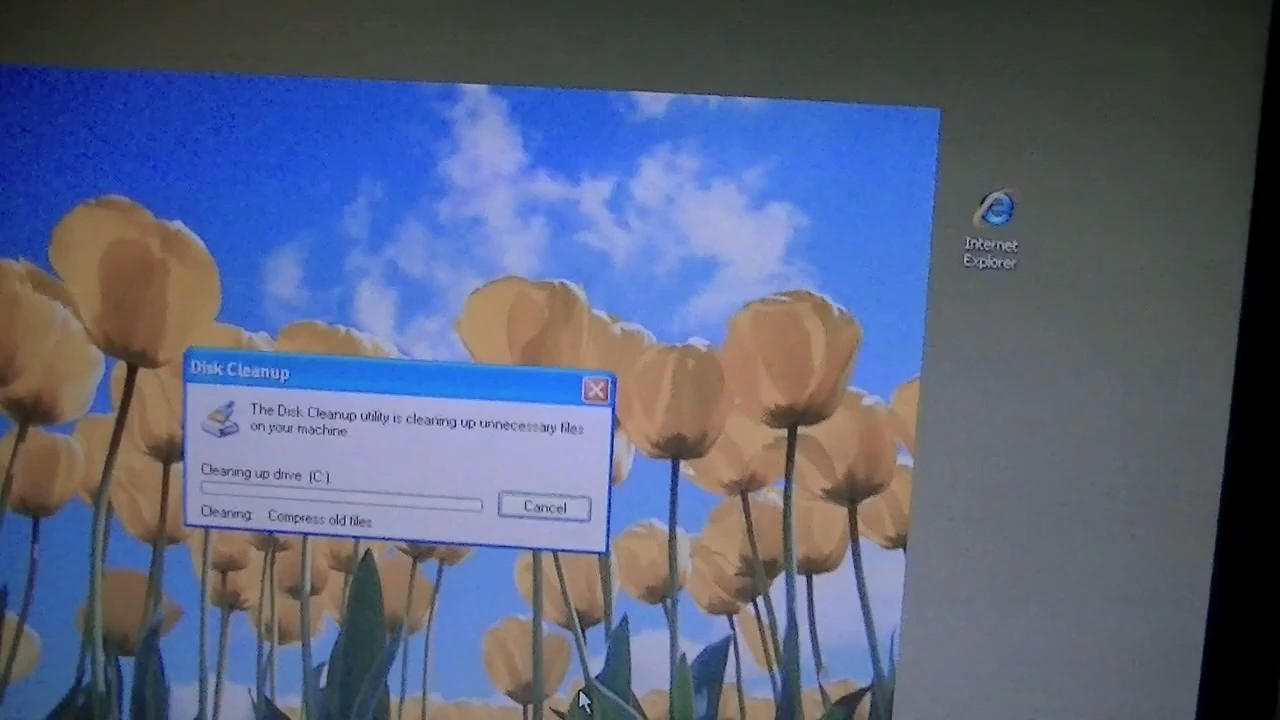 Internet
Explorer
Disk Cleanup
The Disk Cleanup utility is cleaning up unnecessary files
on your machine.
Cleaning up drive (C:).
Cancel
Cleaning: Compress old files